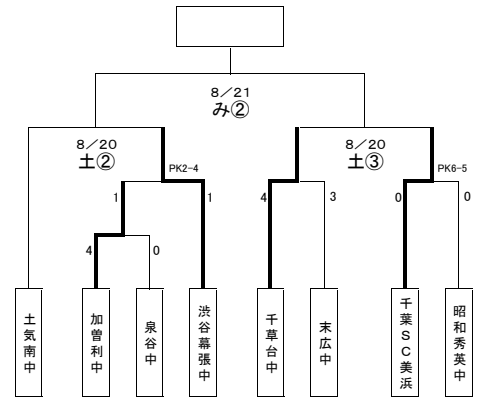 8／21
み②
8／20
土②
8／20
土③
PK2-4
PK6-5
1
1
4
3
0
0
4
0
土気南中
加曽利中
泉谷中
渋谷幕張中
千草台中
末広中
千葉SC美浜
昭和秀英中